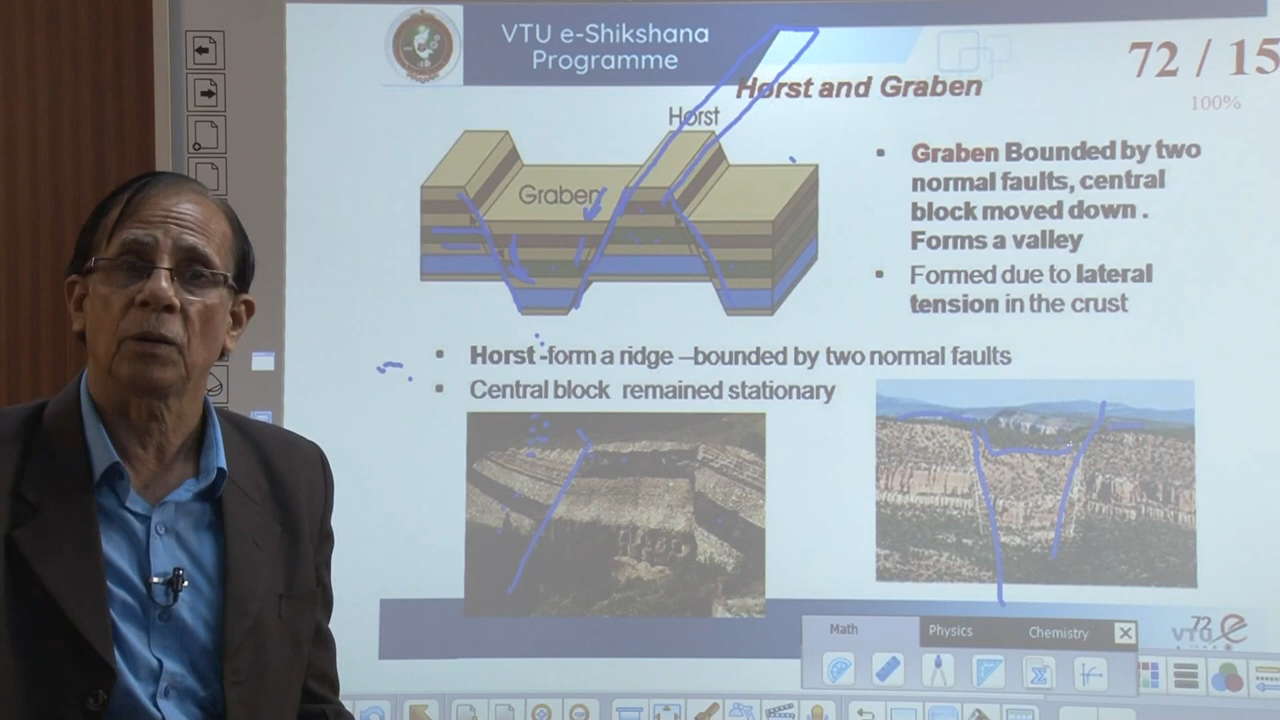 VTU e-Shikshana
Programme
72 / 15
100%
Horst and Graben
Horst
Graben
• Graben Bounded by two
normal faults, central
block moved down .
Forms a valley
• Formed due to lateral
tension in the crust
• Horst -form a ridge –bounded by two normal faults
• Central block remained stationary
Math
Physics
Chemistry
72
VTU e